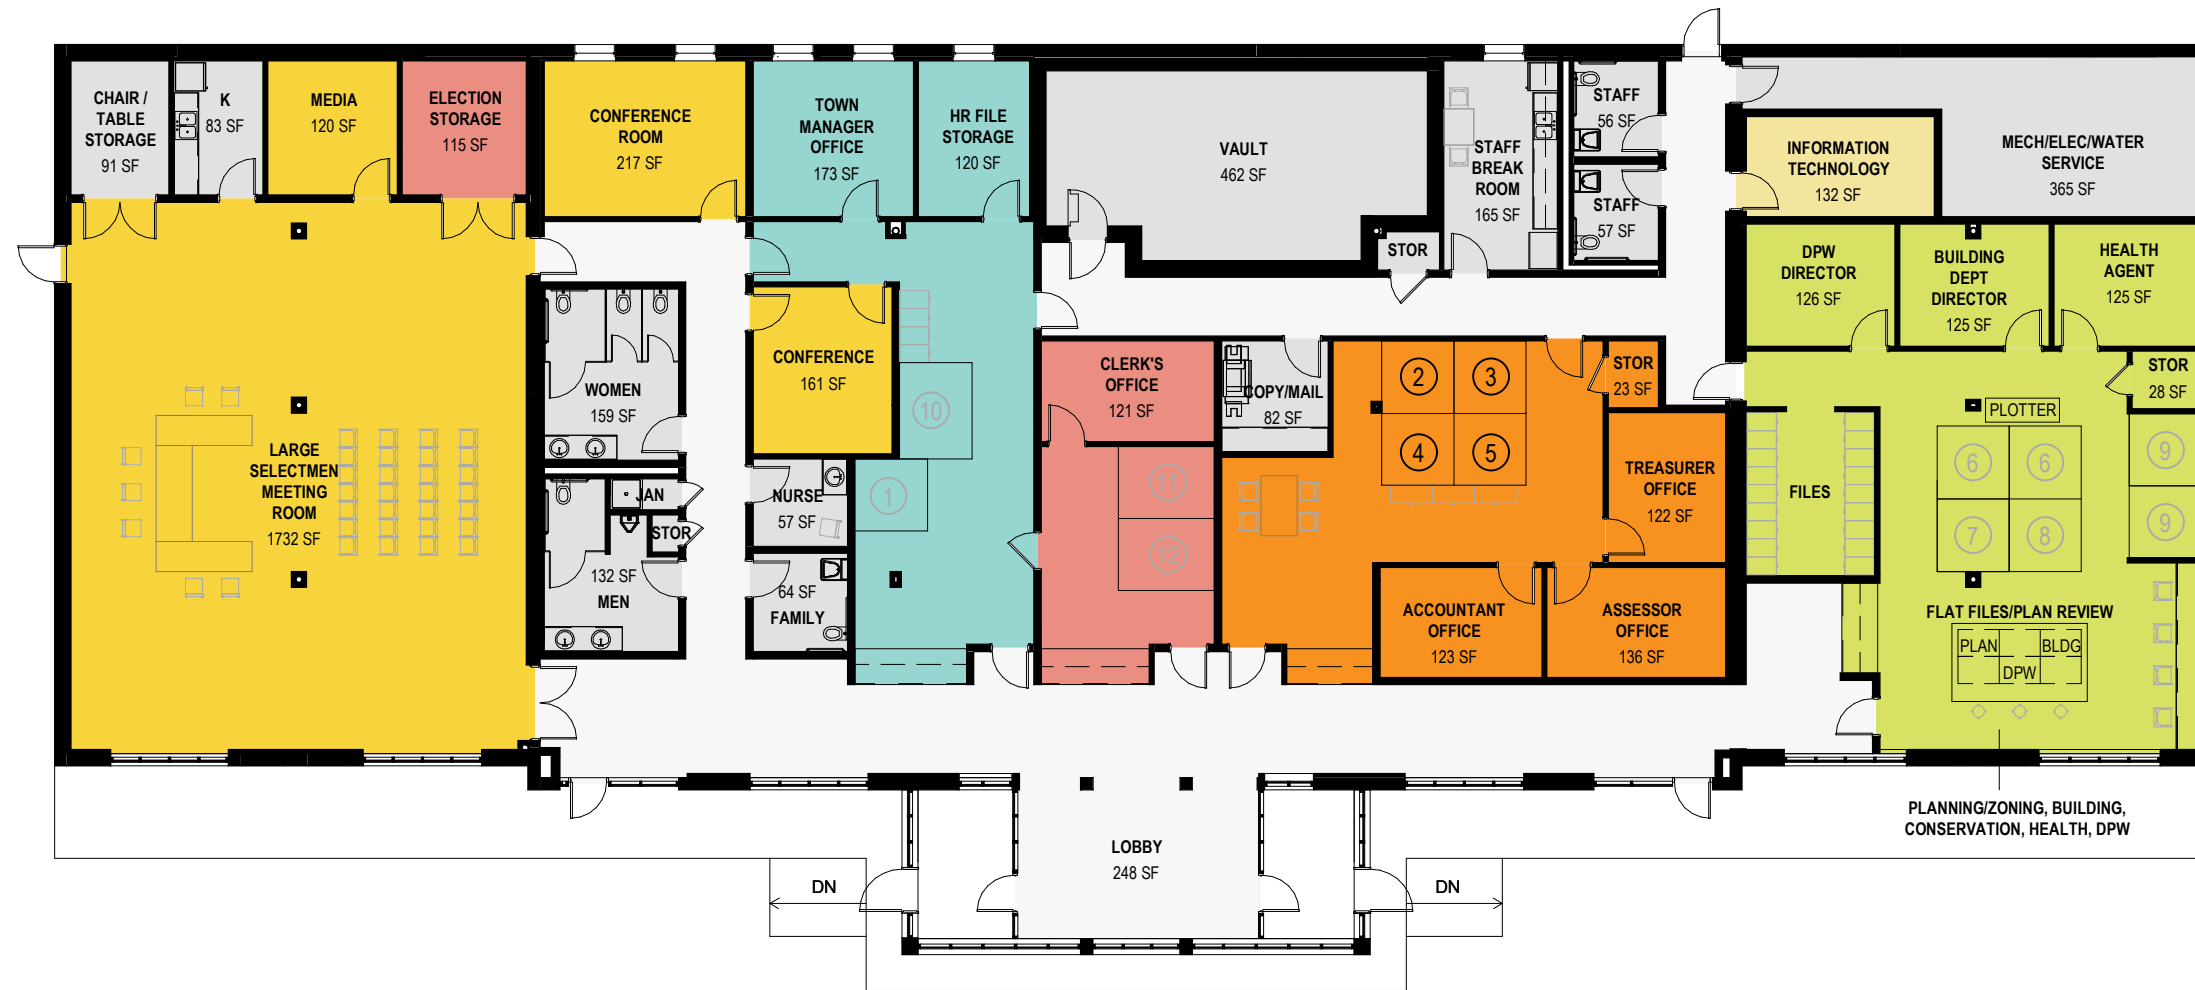 CHAIR /
TABLE
STORAGE
91 SF
K
83 SF
MEDIA
120 SF
ELECTION
STORAGE
115 SF
CONFERENCE
ROOM
217 SF
TOWN
MANAGER
OFFICE
173 SF
HR FILE
STORAGE
120 SF
VAULT
462 SF
STAFF
BREAK
ROOM
165 SF
STAFF
56 SF
STAFF
57 SF
STOR
INFORMATION
TECHNOLOGY
132 SF
MECH/ELEC/WATER
SERVICE
365 SF
DPW
DIRECTOR
126 SF
BUILDING
DEPT
DIRECTOR
125 SF
HEALTH
AGENT
125 SF
STOR
28 SF
LARGE
SELECTMEN
MEETING
ROOM
1732 SF
WOMEN
159 SF
JAN
STOR
132 SF
MEN
CONFERENCE
161 SF
NURSE
57 SF
64 SF
FAMILY
10
1
CLERK'S
OFFICE
121 SF
11
12
COPY/MAIL
82 SF
2
3
4
5
STOR
23 SF
TREASURER
OFFICE
122 SF
ACCOUNTANT
OFFICE
123 SF
ASSESSOR
OFFICE
136 SF
FILES
PLOTTER
6
6
7
8
9
9
FLAT FILES/PLAN REVIEW
PLAN
BLDG
DPW
PLANNING/ZONING, BUILDING,
CONSERVATION, HEALTH, DPW
LOBBY
248 SF
DN
DN